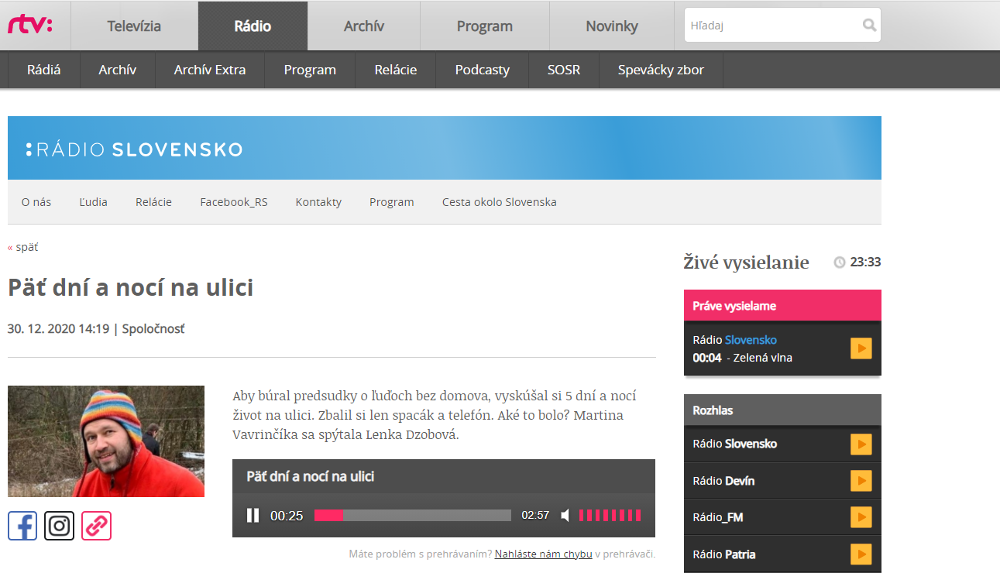 rtv:
Televízia
Rádio
Archív
Program
Novinky
Hľadaj
Rádiá
Archív
Archív Extra
Program
Relácie
Podcasty
SOSR
Spevácky zbor
:RÁDIO SLOVENSKO
O nás
Ľudia
Relácie
Facebook_RS
Kontakty
Program
Cesta okolo Slovenska
« späť
Päť dní a nocí na ulici
30. 12. 2020 14:19 | Spoločnosť
Aby búral predsudky o ľuďoch bez domova, vyskúšal si 5 dní a nocí
život na ulici. Zbalil si len spacák a telefón. Aké to bolo? Martina
Vavrinčíka sa spýtala Lenka Dzobová.
Päť dní a nocí na ulici
00:25
02:57
Máte problém s prehrávaním? Nahláste nám chybu v prehrávači.
Živé vysielanie
23:33
Práve vysielame
Rádio Slovensko
00:04 - Zelená vlna
Rozhlas
Rádio Slovensko
Rádio Devín
Rádio_FM
Rádio Patria